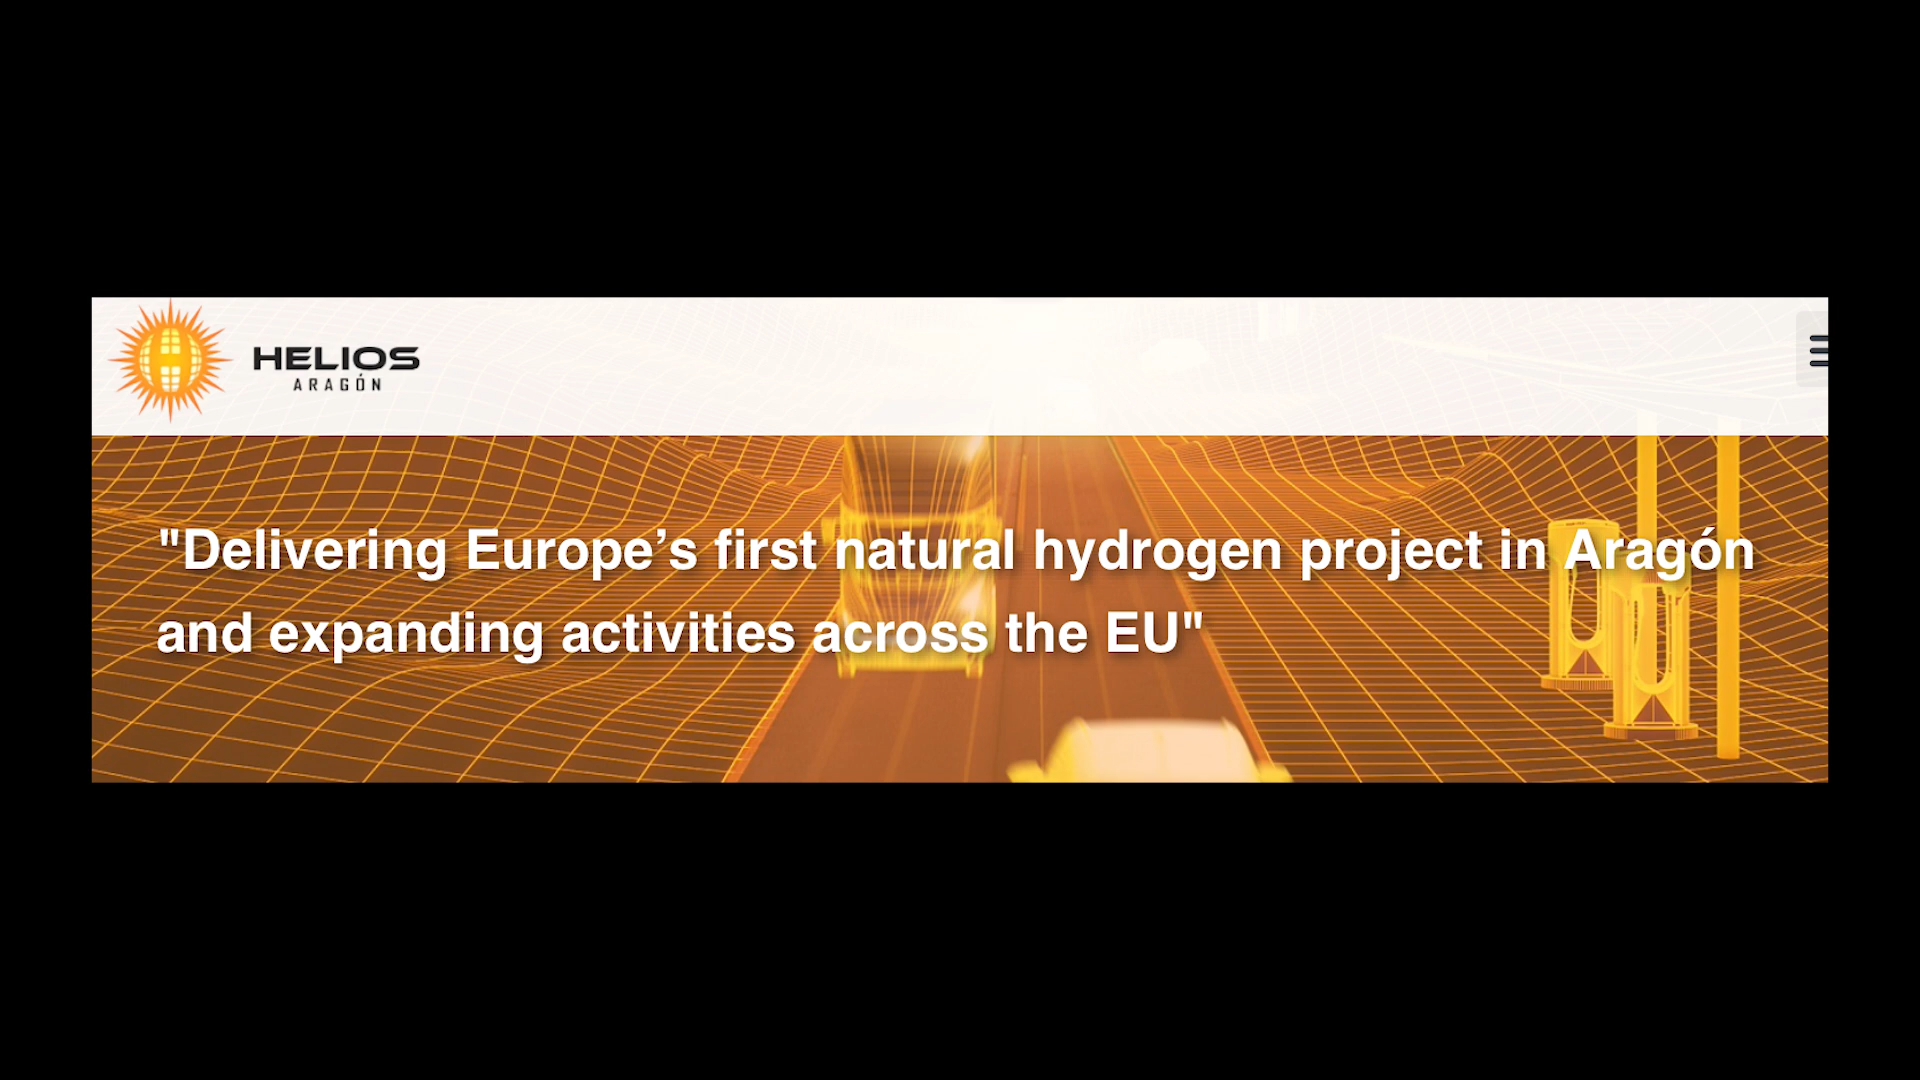 HELIOS
ARAGÓN
"Delivering Europe’s first natural hydrogen project in Aragón
and expanding activities across the EU"